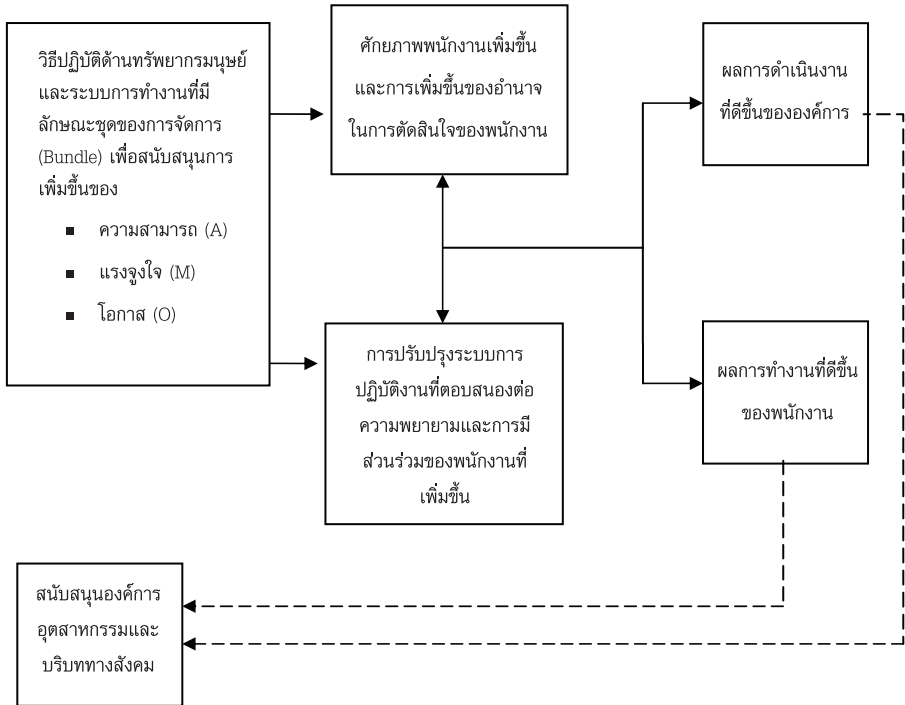 วิธีปฏิบัติด้านทรัพยากรมนุษย์
และระบบการทำงานที่มี
ลักษณะชุดของการจัดการ
(Bundle) เพื่อสนับสนุนการ
เพิ่มขึ้นของ
■ ความสามารถ (A)
■ แรงจูงใจ (M)
■ โอกาส (O)
ศักยภาพพนักงานเพิ่มขึ้น
และการเพิ่มขึ้นของอำนาจ
ในการตัดสินใจของพนักงาน
การปรับปรุงระบบการ
ปฏิบัติงานที่ตอบสนองต่อ
ความพยายามและการมี
ส่วนร่วมของพนักงานที่
เพิ่มขึ้น
ผลการดำเนินงาน
ที่ดีขึ้นขององค์การ
ผลการทำงานที่ดีขึ้น
ของพนักงาน
สนับสนุนองค์การ
อุตสาหกรรมและ
บริบททางสังคม